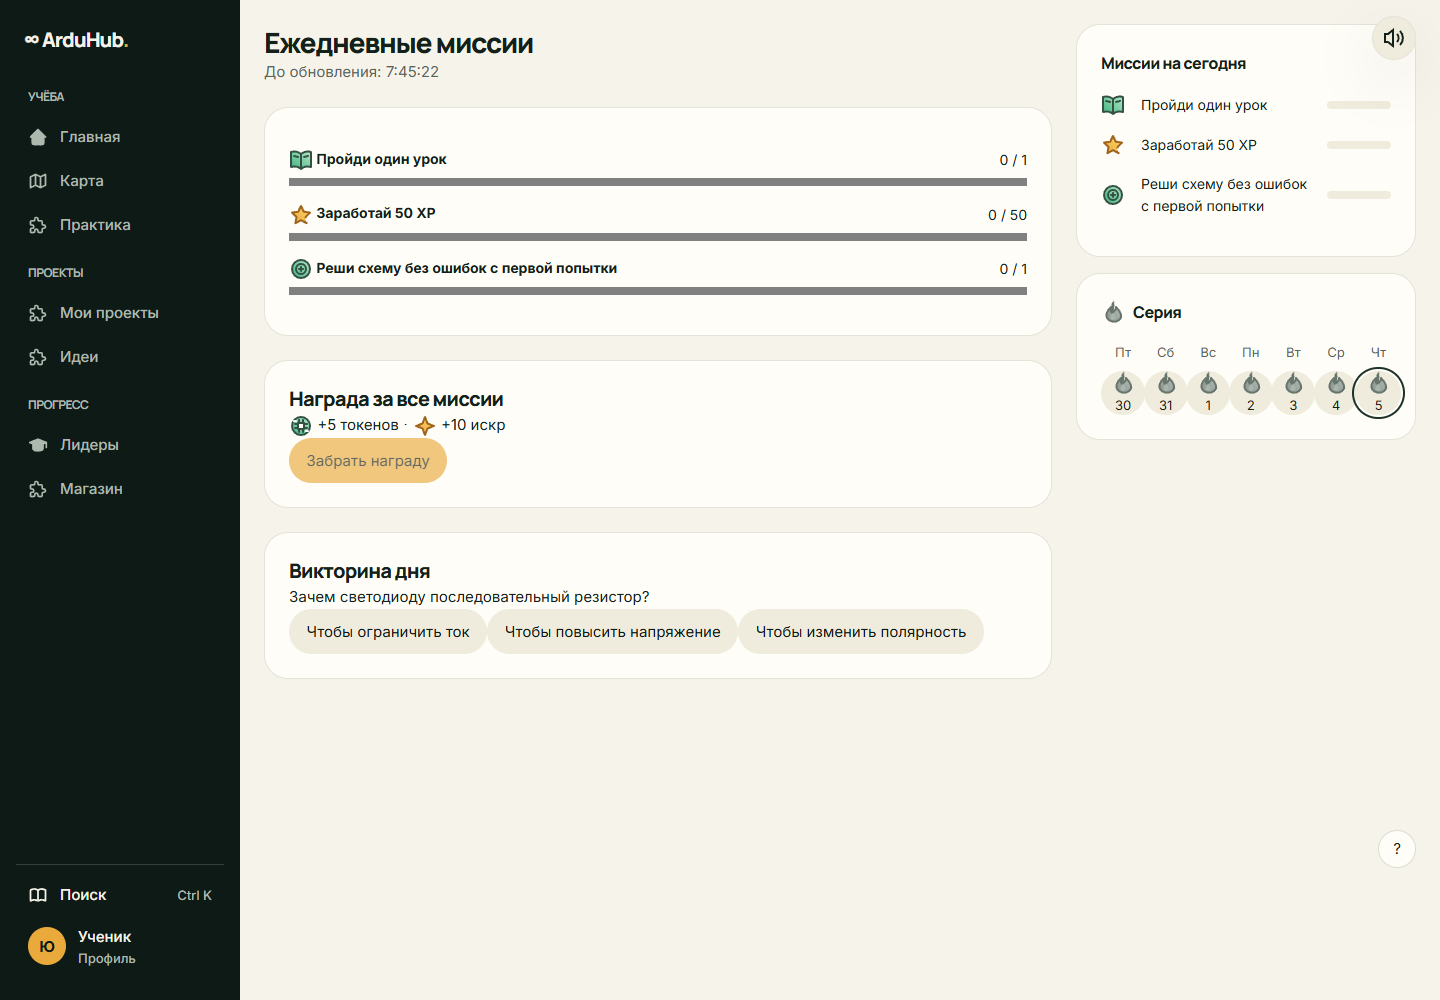 ∞ ArduHub.
УЧЁБА
Главная
Карта
Практика
ПРОЕКТЫ
Мои проекты
Идеи
ПРОГРЕСС
Лидеры
Магазин
Поиск Ctrl K
Ю
Ученик
Профиль
Ежедневные миссии
До обновления: 7:45:22
Пройди один урок 0 / 1
Заработай 50 XP 0 / 50
Реши схему без ошибок с первой попытки 0 / 1
Награда за все миссии
+5 токенов · +10 искр
Забрать награду
Викторина дня
Зачем светодиоду последовательный резистор?
Чтобы ограничить ток Чтобы повысить напряжение Чтобы изменить полярность
Миссии на сегодня
Пройди один урок
Заработай 50 XP
Реши схему без ошибок
с первой попытки
Серия
Пт Сб Вс Пн Вт Ср Чт
30 31 1 2 3 4 5
?